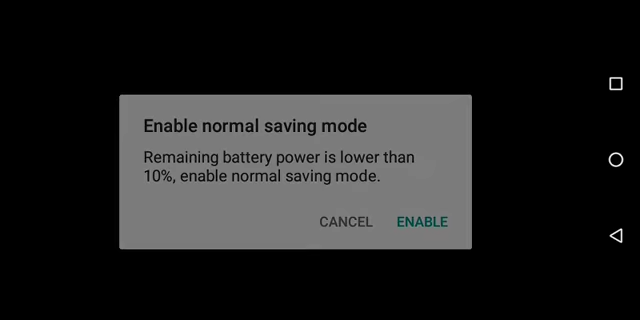 Enable normal saving mode
Remaining battery power is lower than
10%, enable normal saving mode.
CANCEL ENABLE